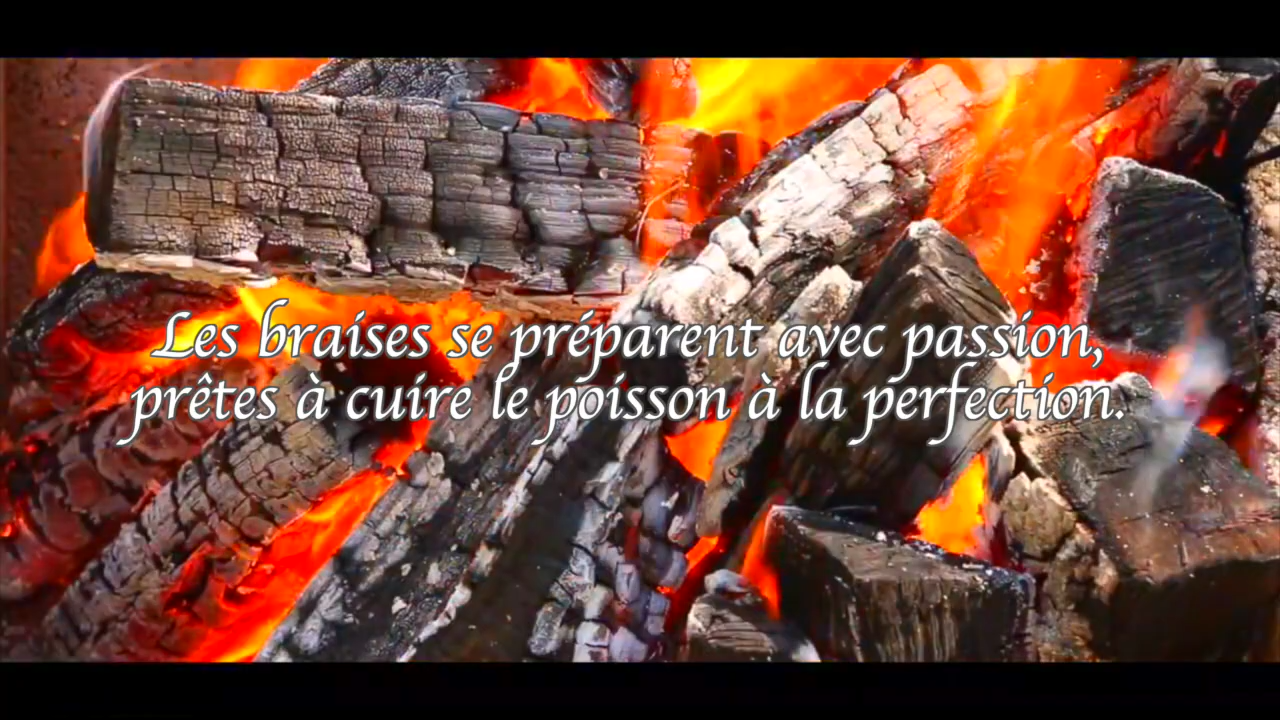 Les braises se préparent avec passion,
prêtes à cuire le poisson à la perfection.